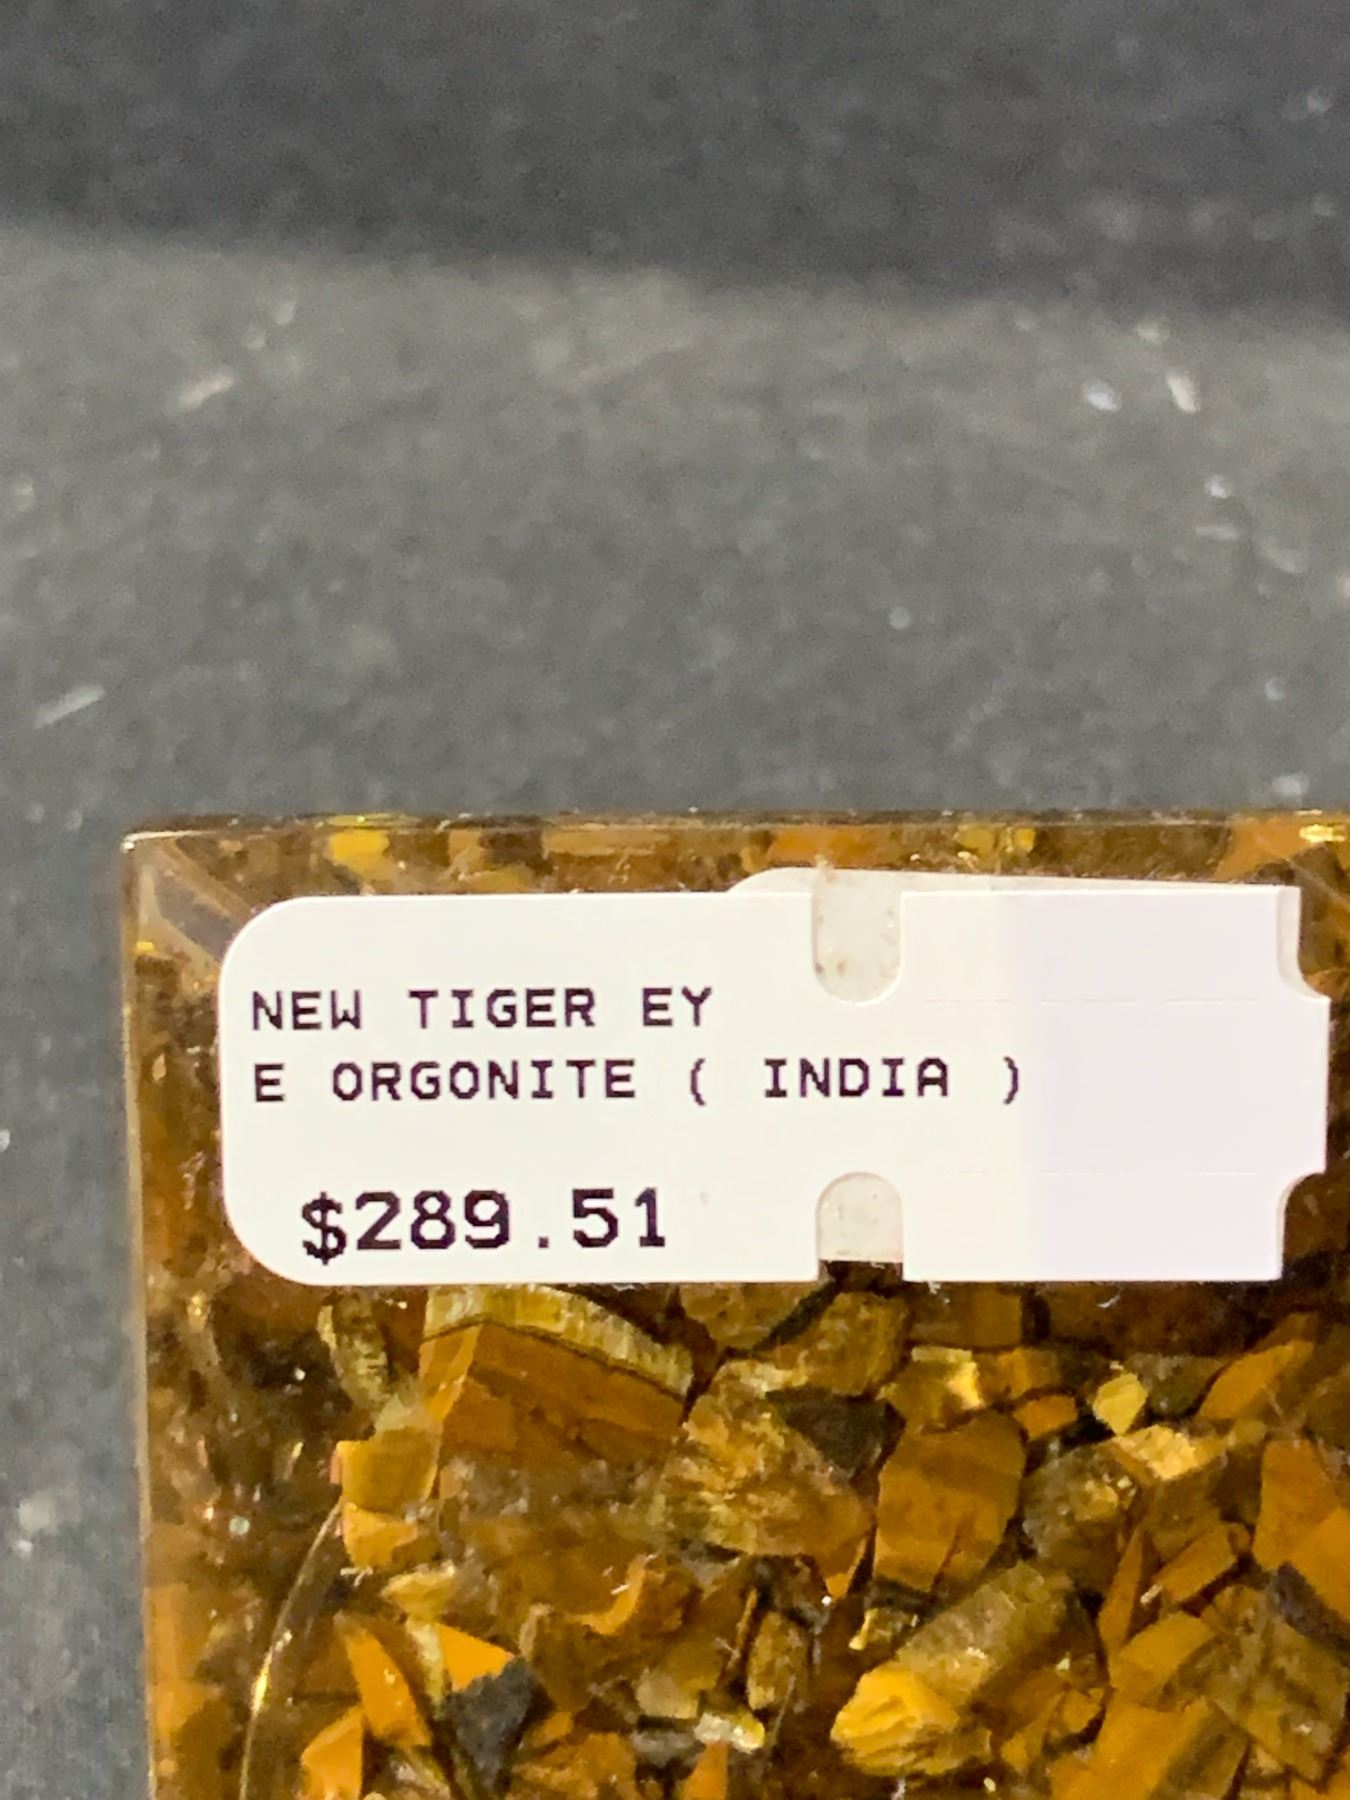 NEW TIGER EY
E ORGONITE ( INDIA )
$289.51